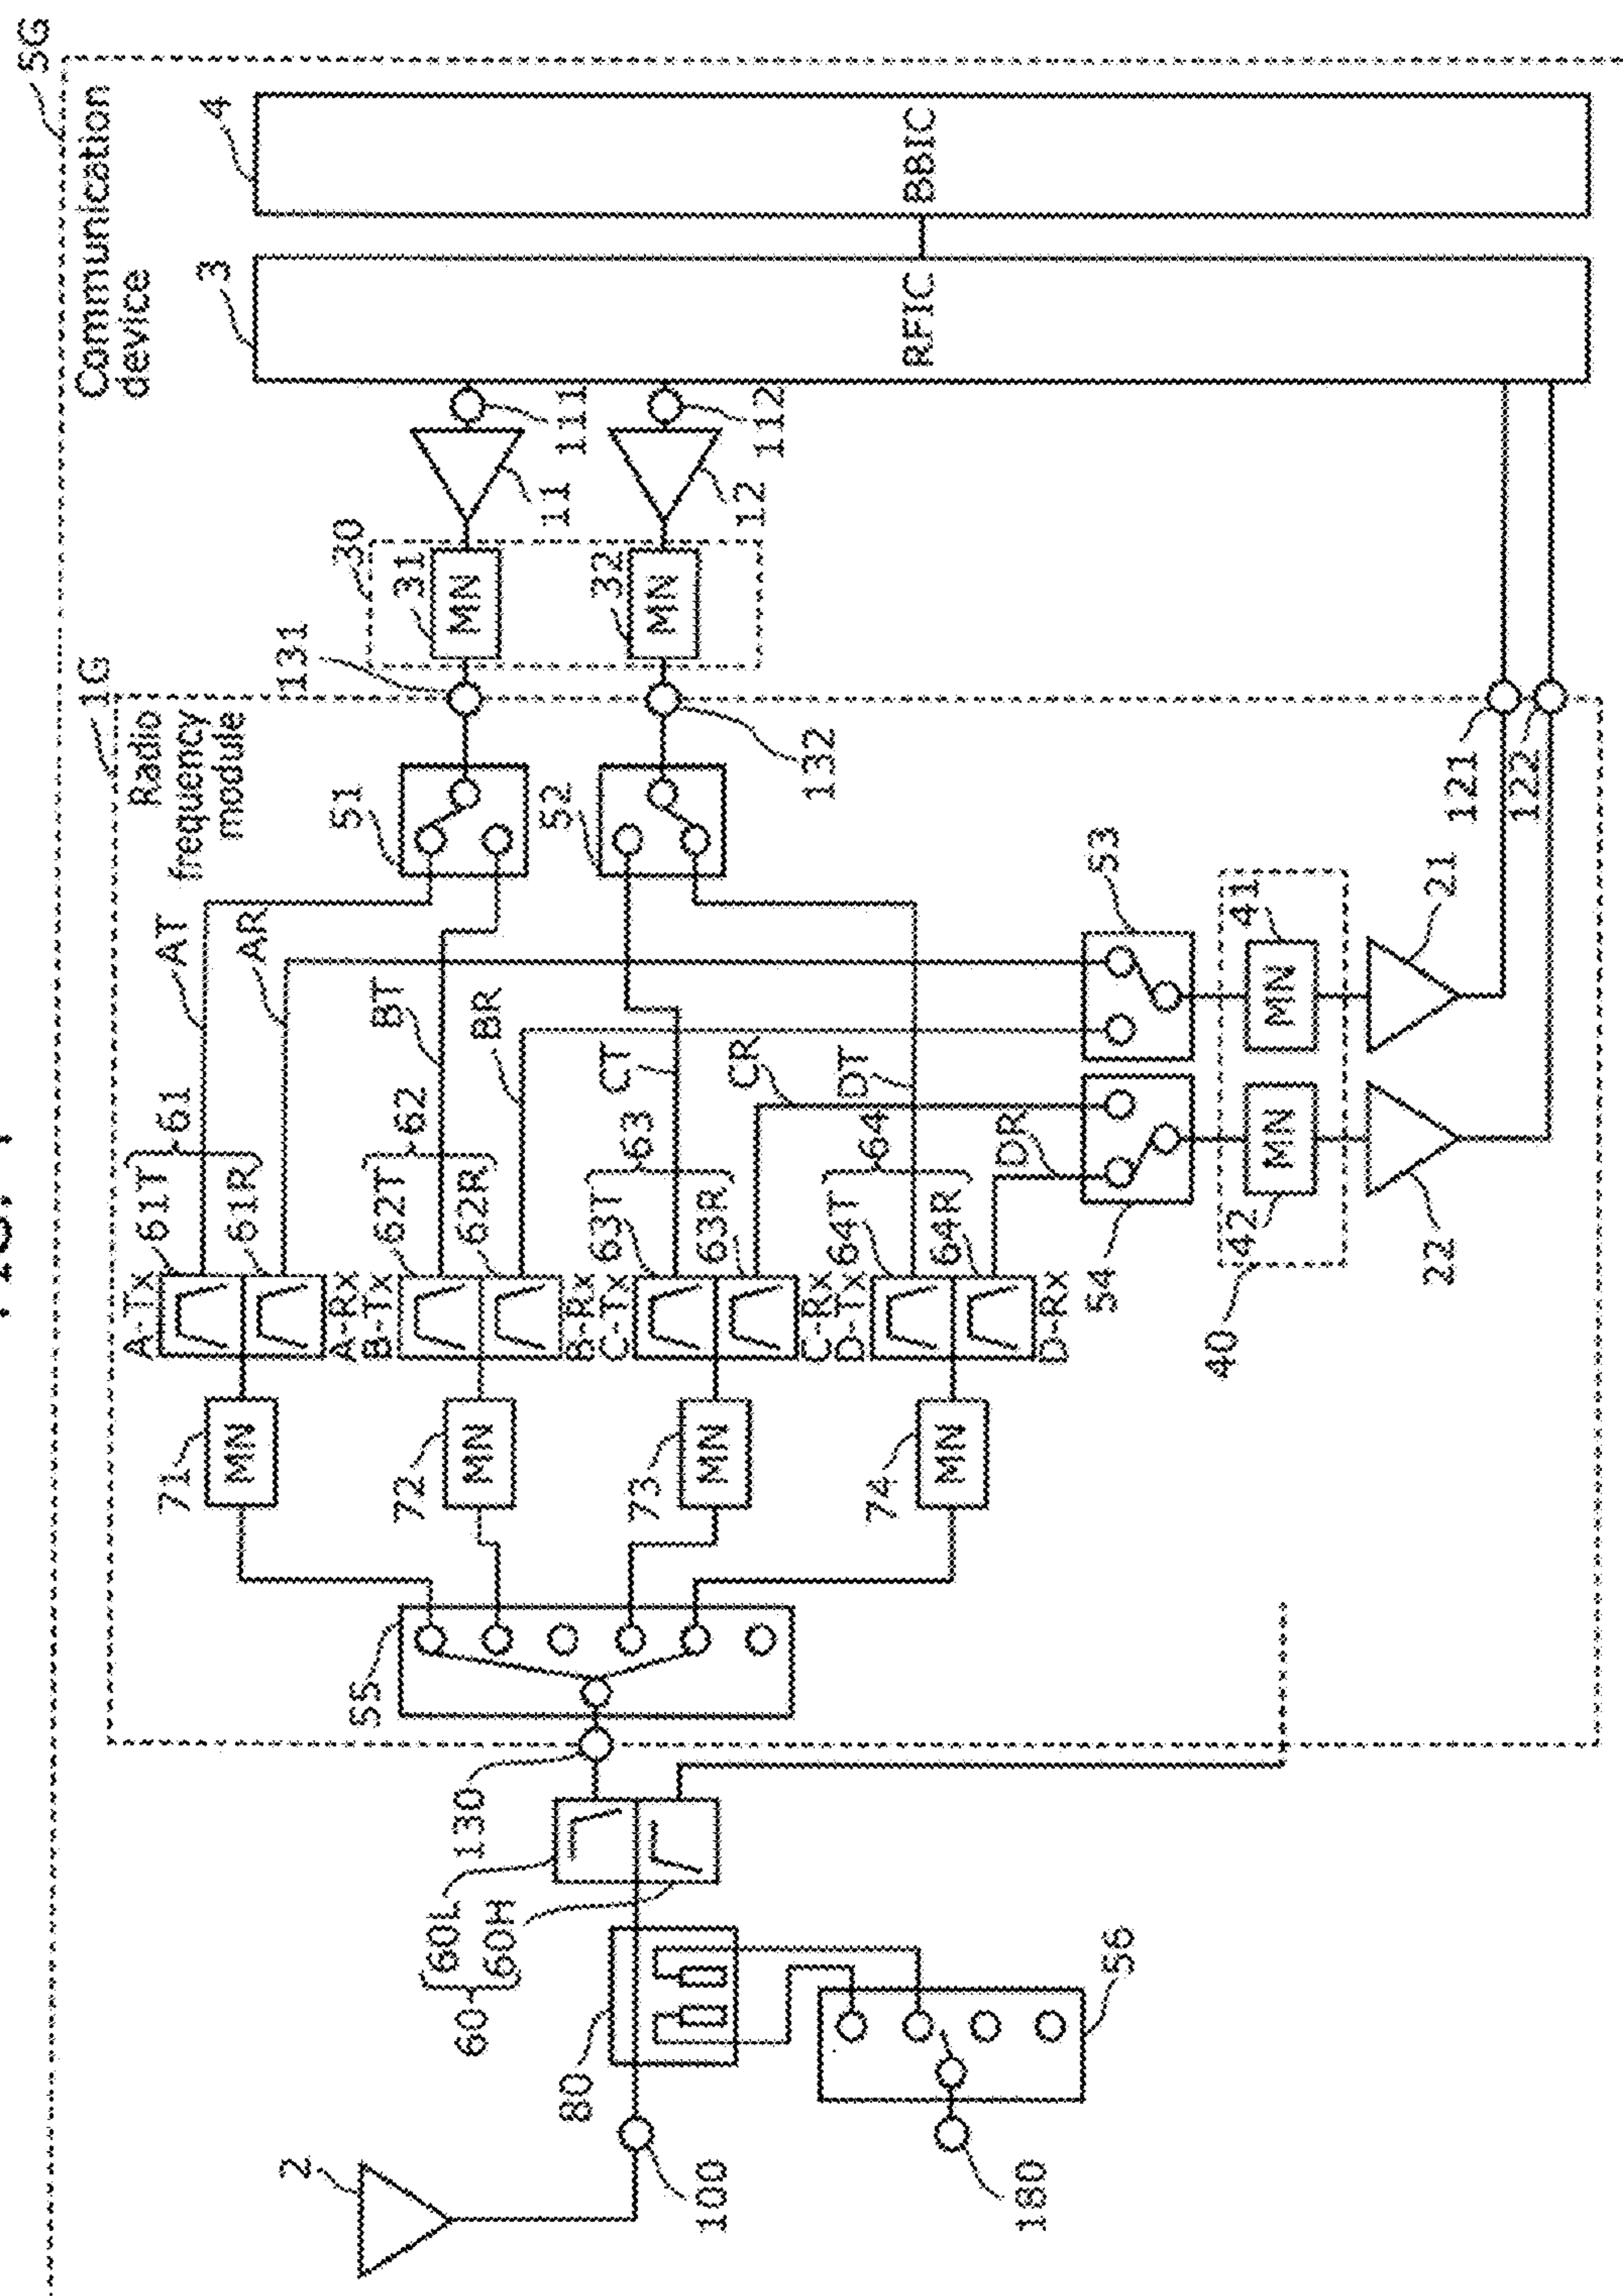 5G
Communication
device
4
BBIC
3
RFIC
111
112
11
12
30
31
MN
32
MN
131
132
1G
Radio
frequency
module
51
52
AT
AR
BT
BR
CT
CR
DT
DR
53
54
41
MN
42
MN
40
21
22
121
122
61
61T
61R
A-Tx
A-Rx
62
62T
62R
B-Tx
B-Rx
63
63T
63R
C-Tx
C-Rx
64
64T
64R
D-Tx
D-Rx
71
MN
72
MN
73
MN
74
MN
55
130
60L
60H
60
80
56
2
100
180